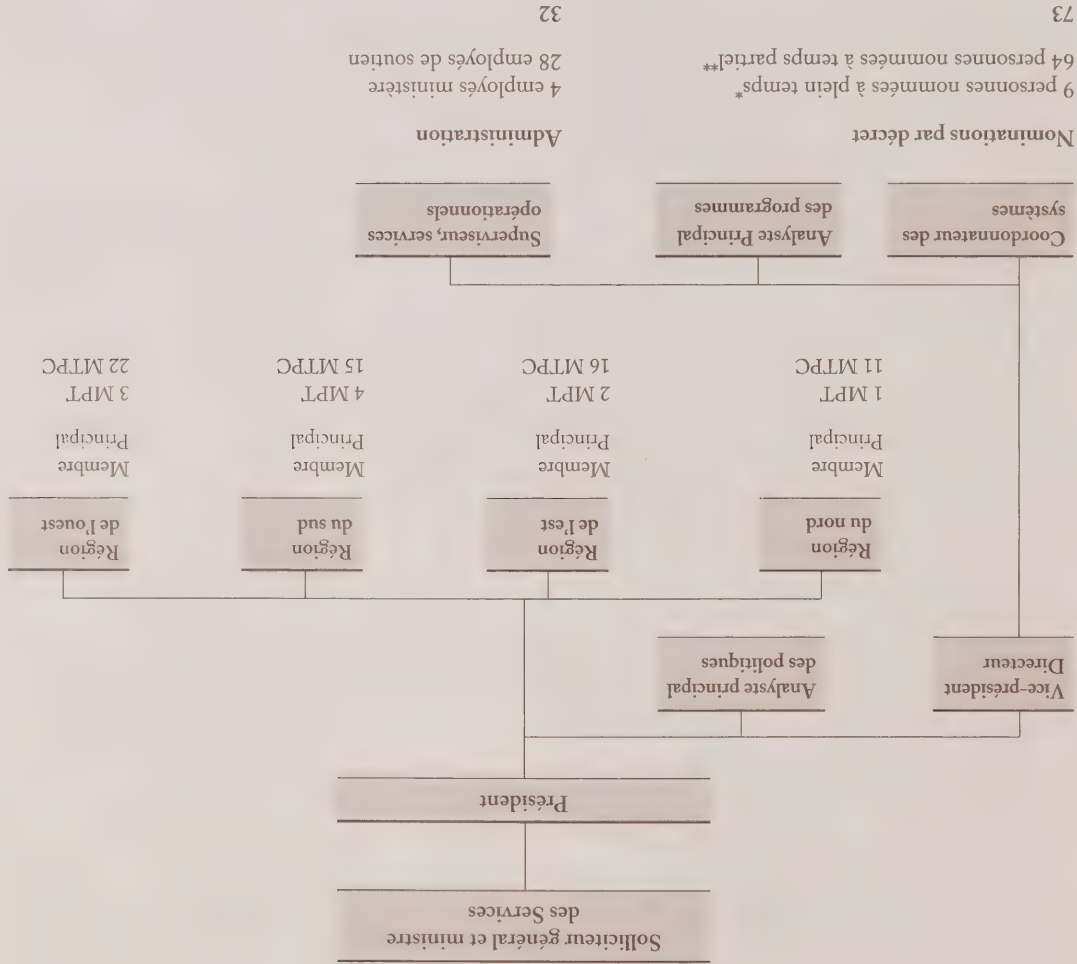 Solliciteur général et ministre
des Services
Président
Vice-président
Directeur
Analyste principal
des politiques
Région
du nord
Membre
Principal
1 MPT
11 MTPC
Région
de l'est
Membre
Principal
2 MPT
16 MTPC
Région
du sud
Membre
Principal
4 MPT
15 MTPC
Région
de l'ouest
Membre
Principal
3 MPT
22 MTPC
Coordonnateur des
systèmes
Analyste Principal
des programmes
Superviseur, services
opérationnels
Nominations par décret
9 personnes nommées à plein temps*
64 personnes nommées à temps partiel**
73
Administration
4 employés ministère
28 employés de soutien
32